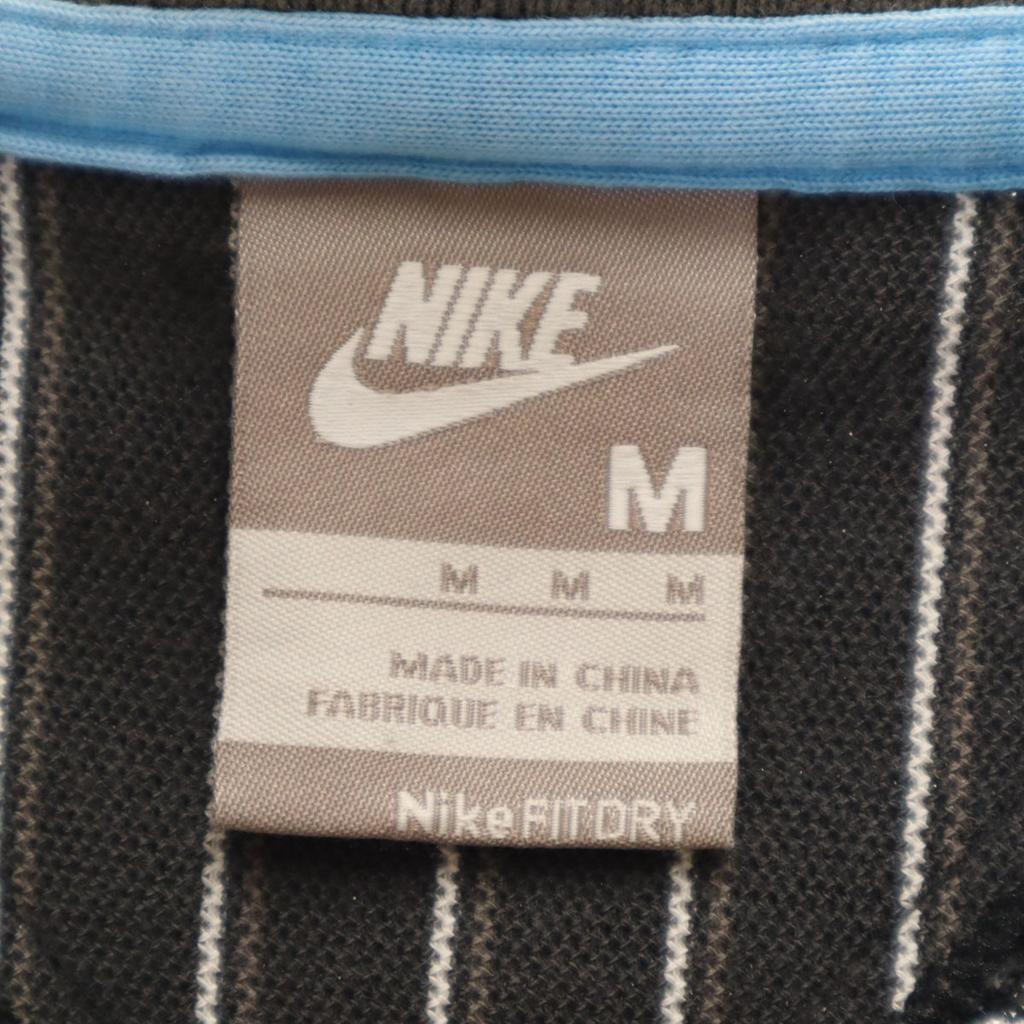 NIKE
M
M M M
MADE IN CHINA
FABRIQUE EN CHINE
NikeFITDRY